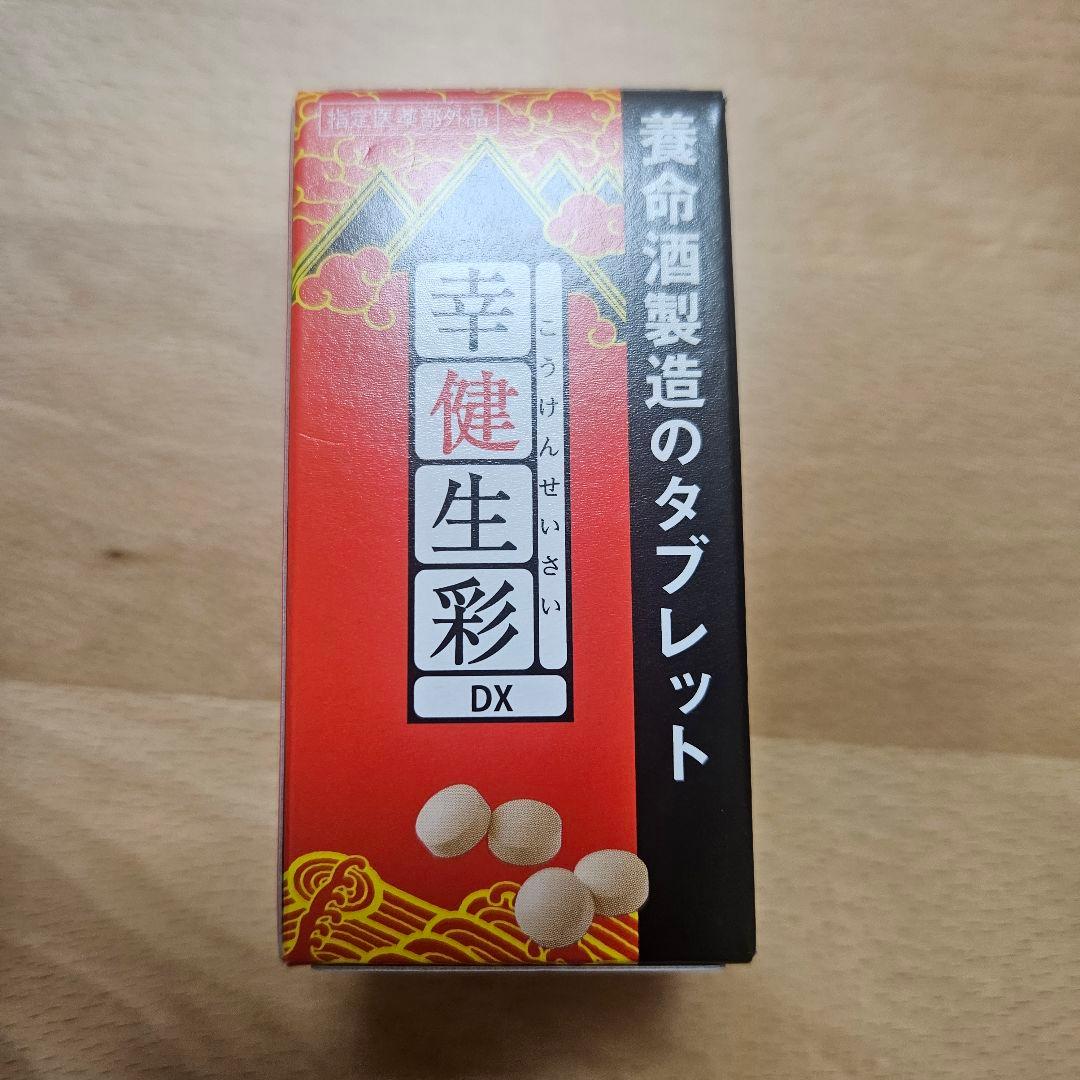 指定医薬部外品
養命酒製造のタブレット
こうけんせいさい
幸健生彩
DX